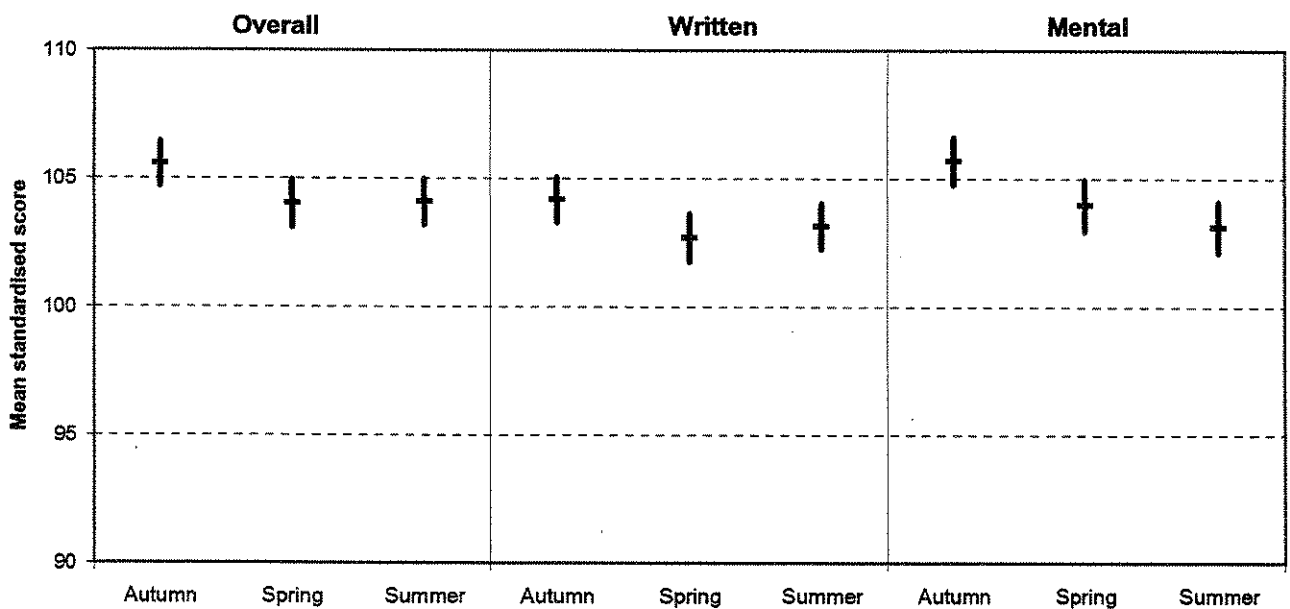 Overall Written Mental
110
105
100
95
90
Mean standardised score
Autumn Spring Summer Autumn Spring Summer Autumn Spring Summer